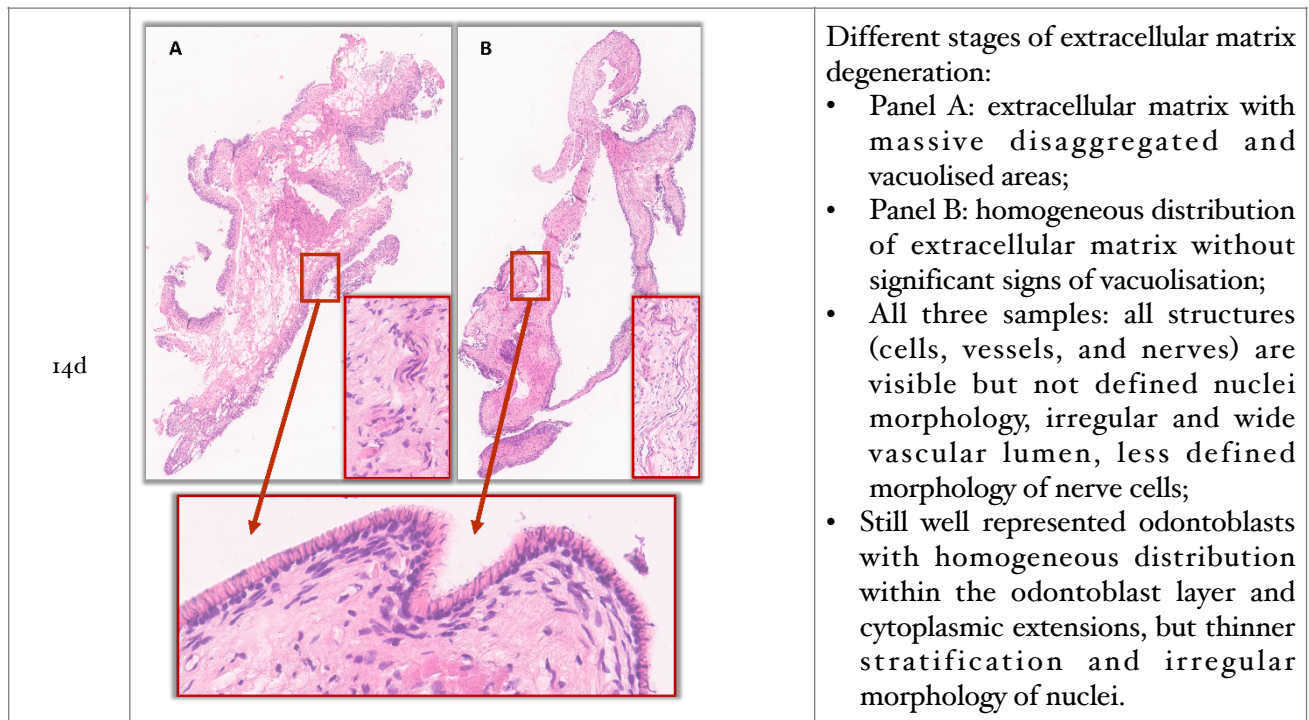 14d
A
B
Different stages of extracellular matrix
degeneration:
• Panel A: extracellular matrix with
massive disaggregated and
vacuolised areas;
• Panel B: homogeneous distribution
of extracellular matrix without
significant signs of vacuolisation;
• All three samples: all structures
(cells, vessels, and nerves) are
visible but not defined nuclei
morphology, irregular and wide
vascular lumen, less defined
morphology of nerve cells;
• Still well represented odontoblasts
with homogeneous distribution
within the odontoblast layer and
cytoplasmic extensions, but thinner
stratification and irregular
morphology of nuclei.